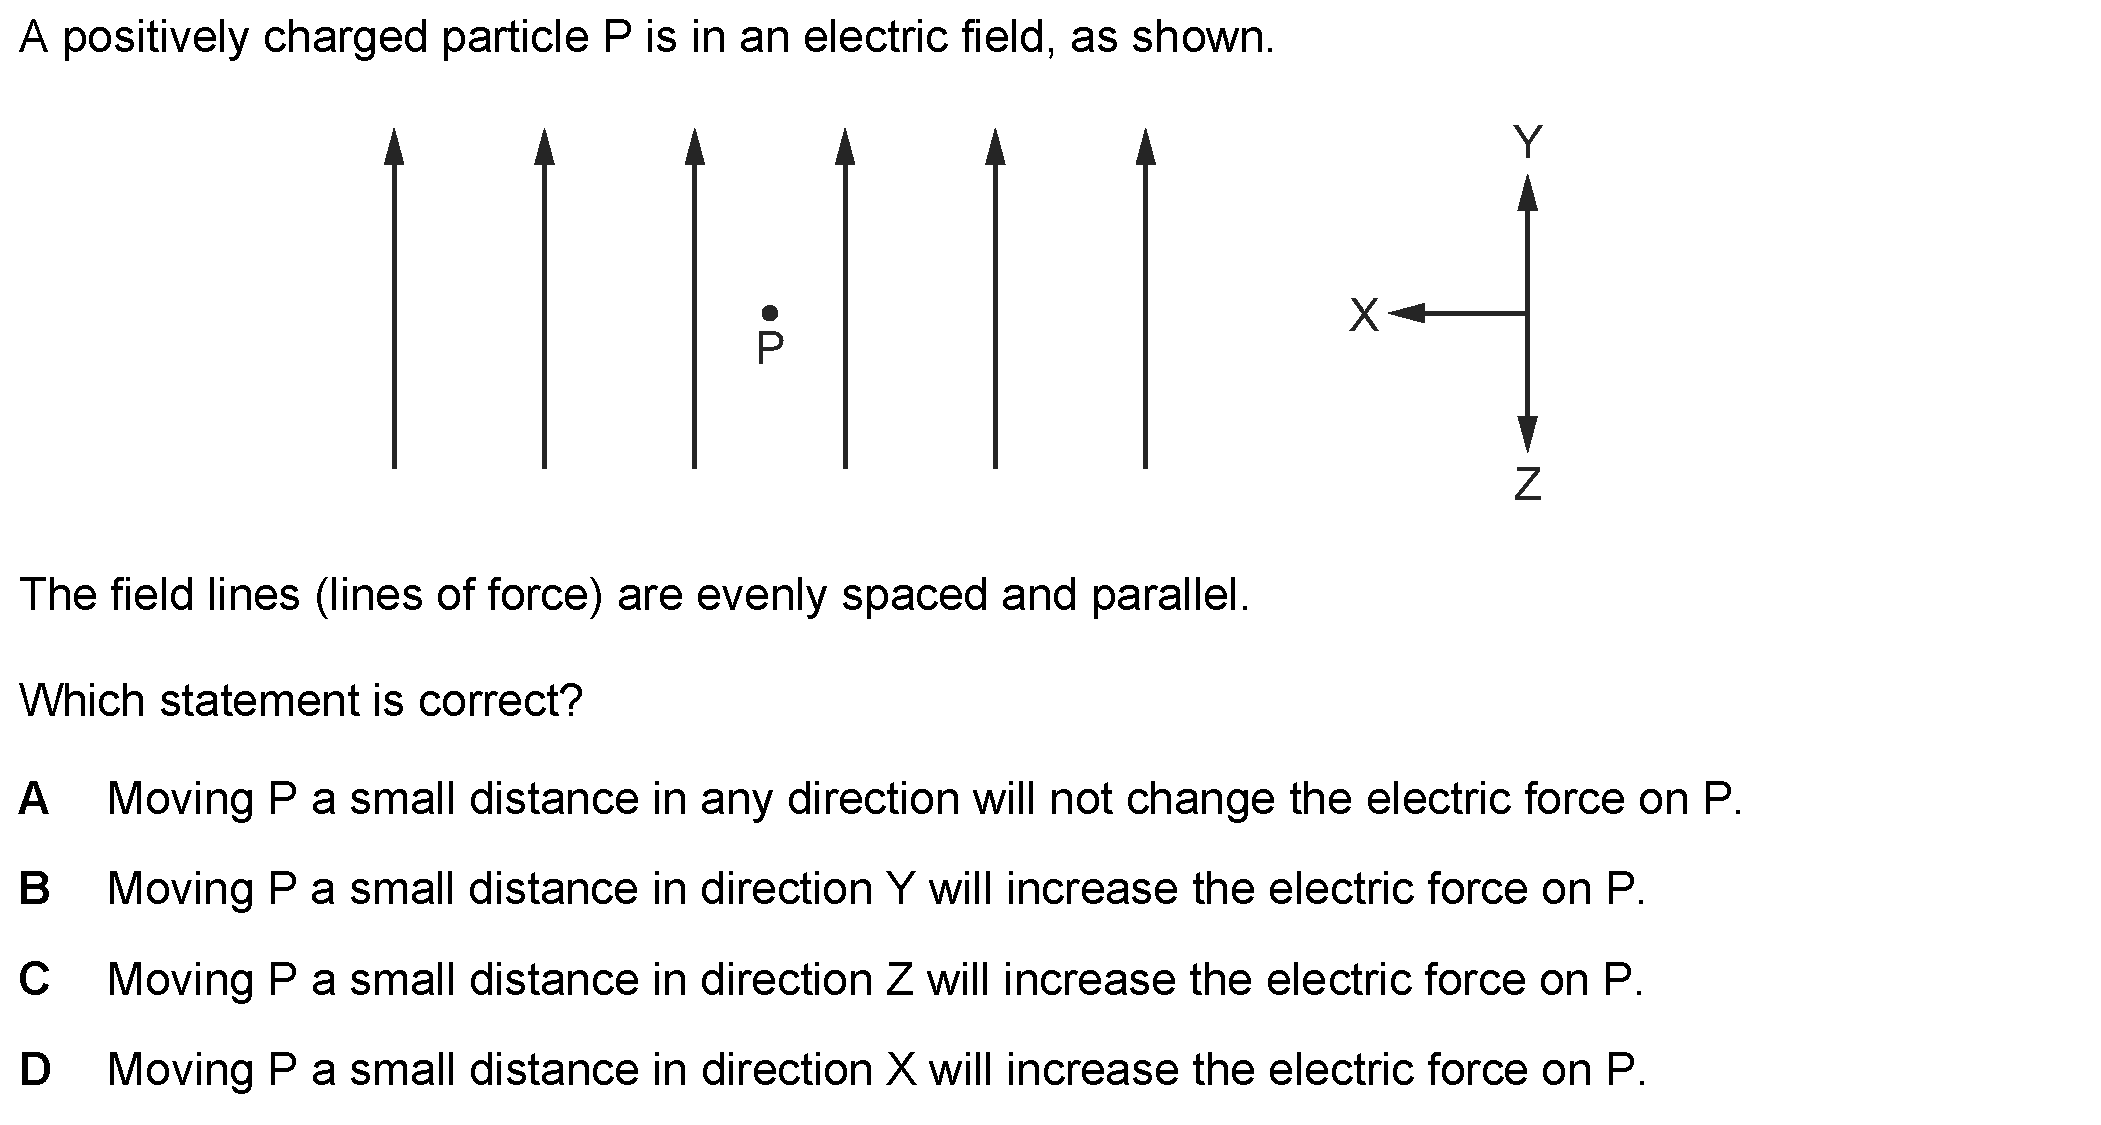 A positively charged particle P is in an electric field, as shown.
Y
X
P
Z
The field lines (lines of force) are evenly spaced and parallel.
Which statement is correct?
A Moving P a small distance in any direction will not change the electric force on P.
B Moving P a small distance in direction Y will increase the electric force on P.
C Moving P a small distance in direction Z will increase the electric force on P.
D Moving P a small distance in direction X will increase the electric force on P.